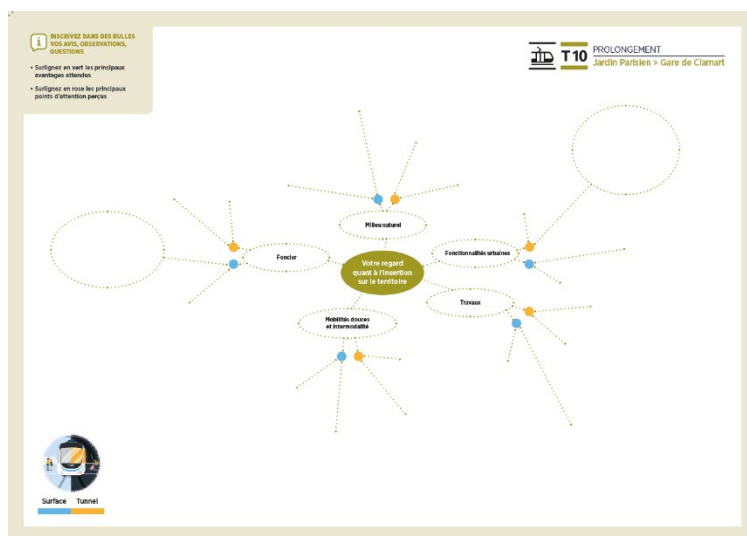 i
INSCRIVEZ DANS DES BULLES
VOS AVIS, OBSERVATIONS,
QUESTIONS
• Surlignez en vert les principaux
avantages attendus
• Surlignez en rose les principaux
points d'attention perçus
T10
PROLONGEMENT
Jardin Parisien > Gare de Clamart
Milieu naturel
Foncier
Fonctionnalités urbaines
Votre regard
quant à l'insertion
sur le territoire
Travaux
Mobilités douces
et intermodalité
Surface Tunnel